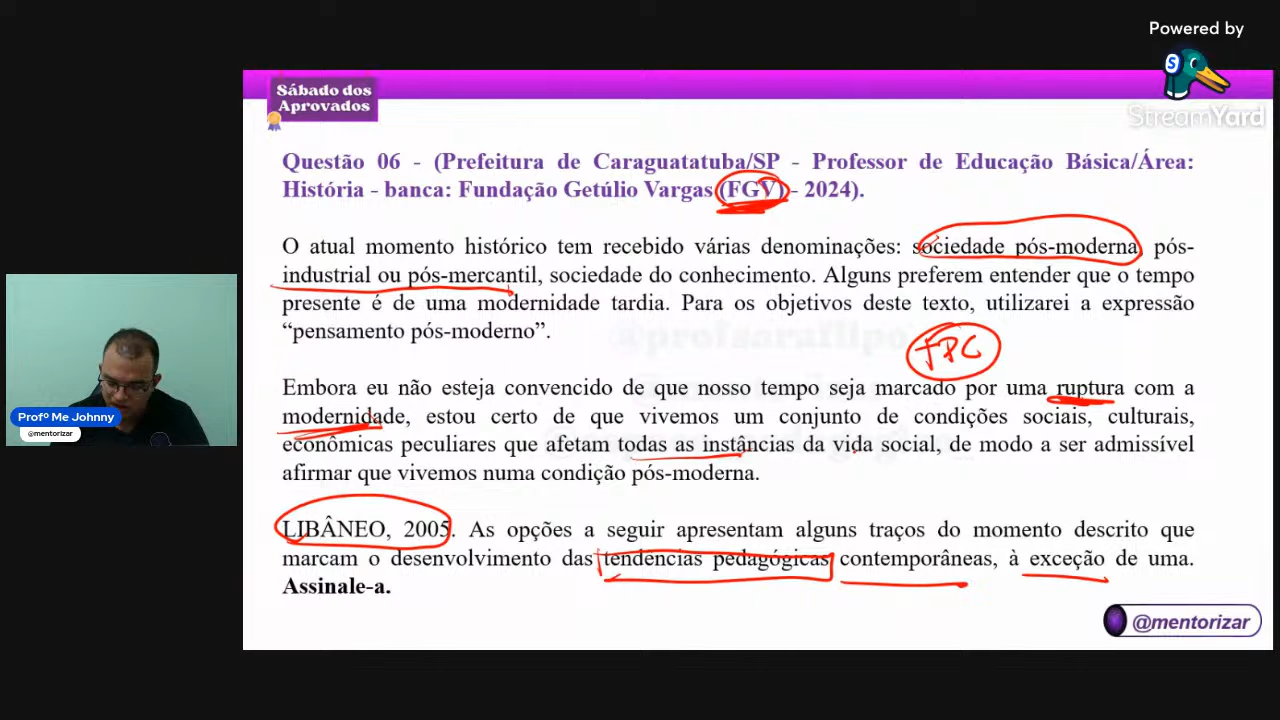 Powered by
StreamYard
Sábado dos
Aprovados
Questão 06 - (Prefeitura de Caraguatatuba/SP - Professor de Educação Básica/Área:
História - banca: Fundação Getúlio Vargas (FGV) - 2024).
O atual momento histórico tem recebido várias denominações: sociedade pós-moderna, pós-
industrial ou pós-mercantil, sociedade do conhecimento. Alguns preferem entender que o tempo
presente é de uma modernidade tardia. Para os objetivos deste texto, utilizarei a expressão
“pensamento pós-moderno”.
Embora eu não esteja convencido de que nosso tempo seja marcado por uma ruptura com a
modernidade, estou certo de que vivemos um conjunto de condições sociais, culturais,
econômicas peculiares que afetam todas as instâncias da vida social, de modo a ser admissível
afirmar que vivemos numa condição pós-moderna.
LIBÂNEO, 2005. As opções a seguir apresentam alguns traços do momento descrito que
marcam o desenvolvimento das tendências pedagógicas contemporâneas, à exceção de uma.
Assinale-a.
Profº Me Johnny
@mentorizar
@mentorizar